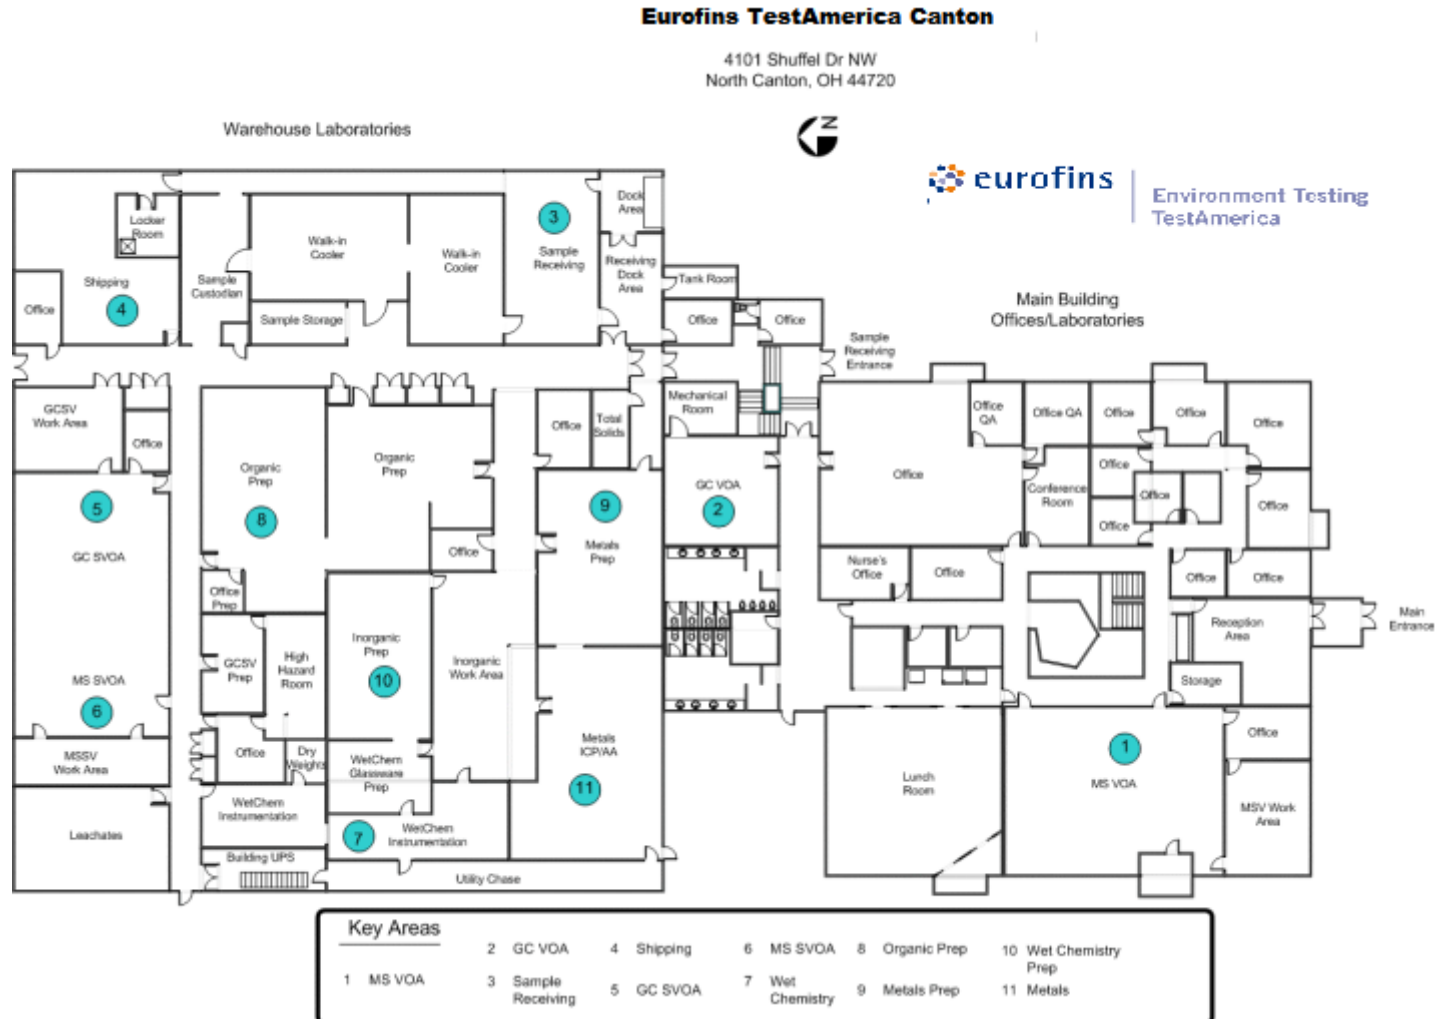 Eurofins TestAmerica Canton
4101 Shuffel Dr NW
North Canton, OH 44720
N
Warehouse Laboratories
eurofins
Environment Testing
TestAmerica
Main Building
Offices/Laboratories
Locker
Room
Shipping
4
Office
Sample
Custodian
Walk-in
Cooler
Sample Storage
Walk-in
Cooler
3
Sample
Receiving
Dock
Area
Receiving
Dock
Area
Tank Room
Office
Office
Sample
Receiving
Entrance
Mechanical
Room
GCSV
Work Area
Office
5
GC SVOA
MS SVOA
6
MSSV
Work Area
Leachates
Organic
Prep
8
Office
Prep
GCSV
Prep
High
Hazard
Room
Office
Dry
Weights
WetChem
Instrumentation
Building UPS
Organic
Prep
Office
Inorganic
Prep
10
WetChem
Glassware
Prep
7
WetChem
Instrumentation
Utility Chase
Inorganic
Work Area
Office
Total
Solids
9
Metals
Prep
Metals
ICP/AA
11
GC VOA
2
Office
Office
QA
Office QA
Office
Office
Office
Conference
Room
Office
Office
Office
Office
Nurse's
Office
Office
Office
Office
Reception
Area
Main
Entrance
Storage
Lunch
Room
1
MS VOA
Office
MSV Work
Area
Key Areas
1 MS VOA
2 GC VOA
3 Sample
Receiving
4 Shipping
5 GC SVOA
6 MS SVOA
7 Wet
Chemistry
8 Organic Prep
9 Metals Prep
10 Wet Chemistry
Prep
11 Metals